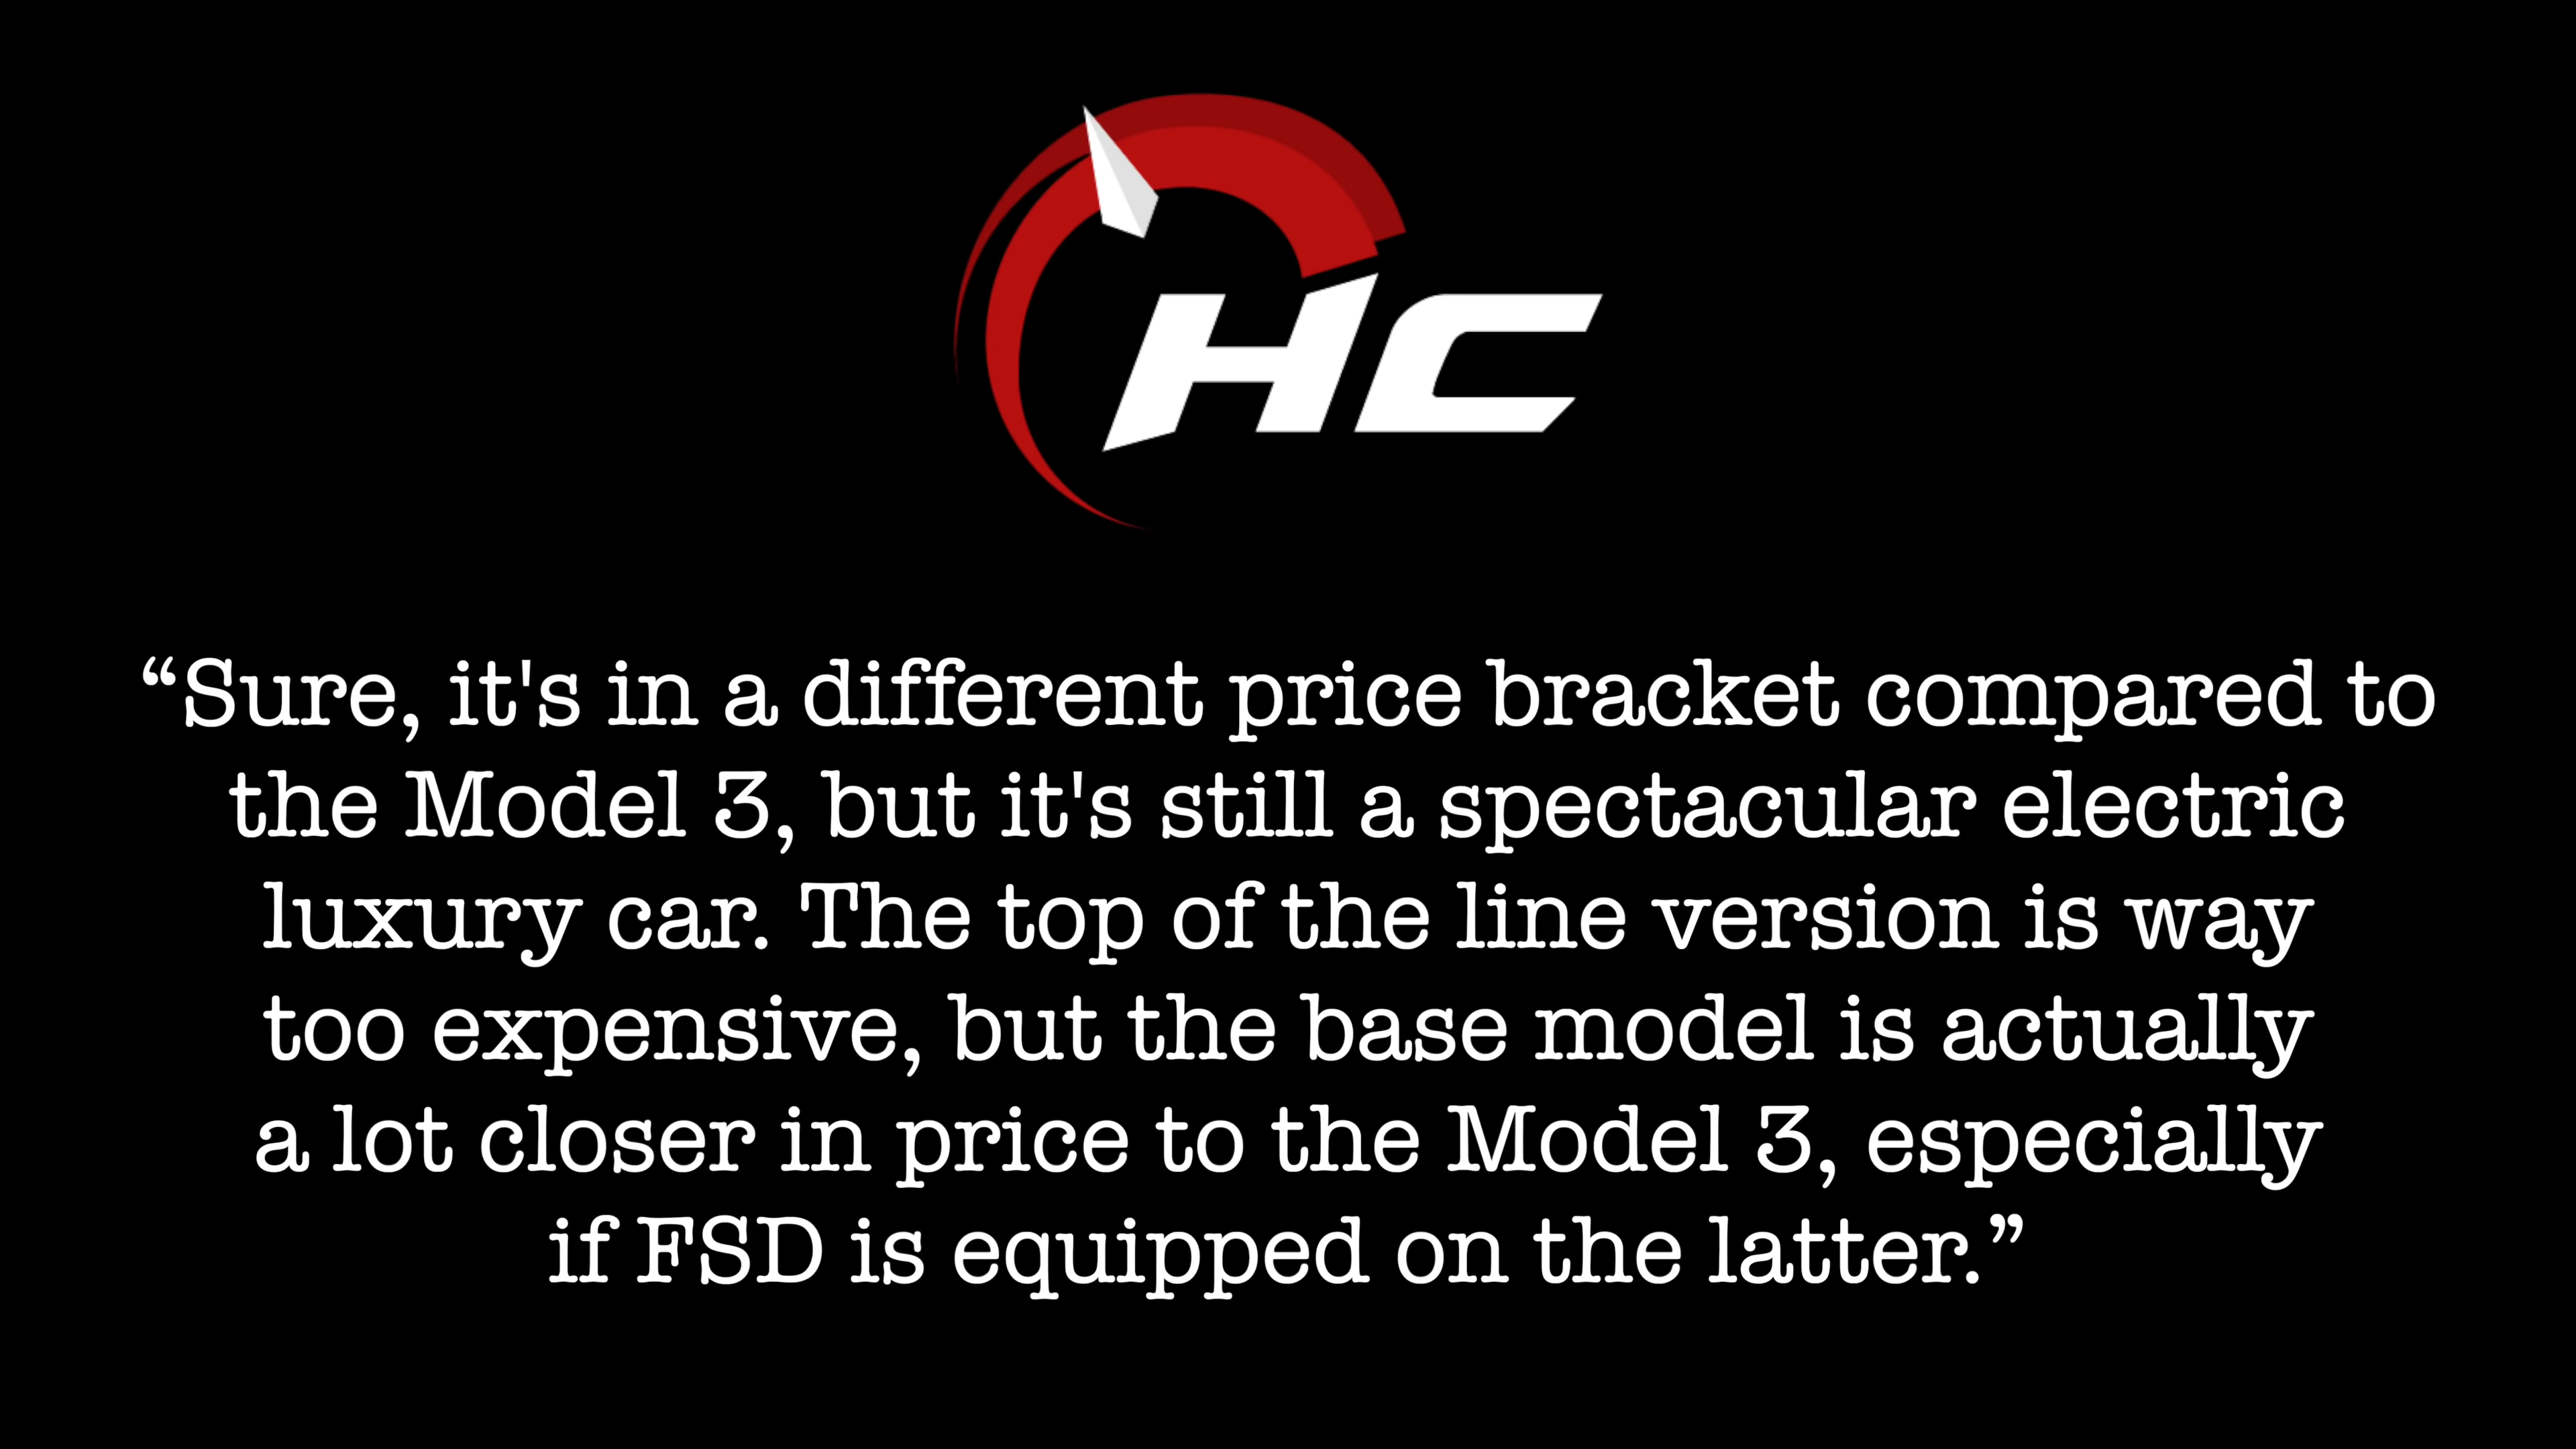 HC
“Sure, it's in a different price bracket compared to
the Model 3, but it's still a spectacular electric
luxury car. The top of the line version is way
too expensive, but the base model is actually
a lot closer in price to the Model 3, especially
if FSD is equipped on the latter.”